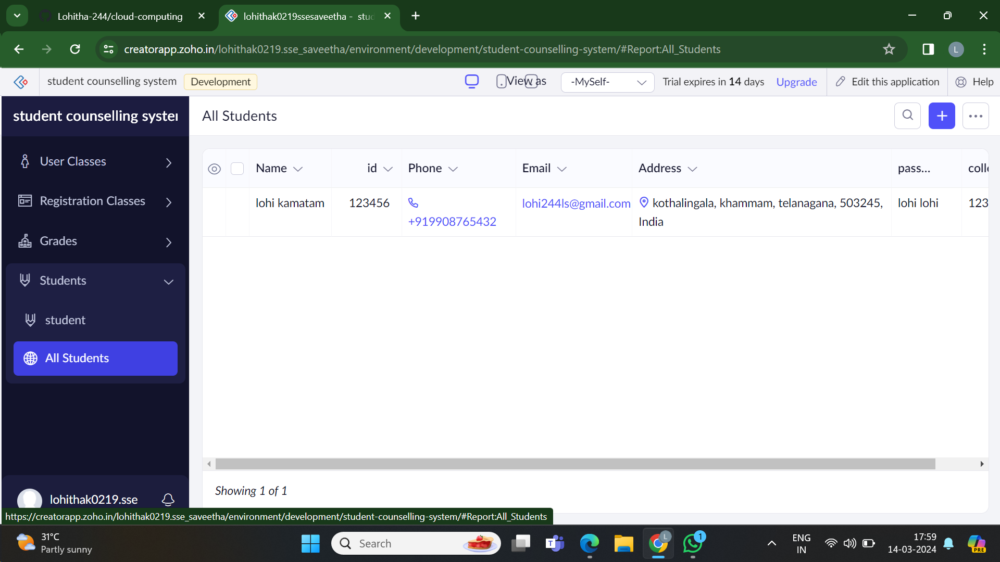 Lohitha-244/cloud-computing
lohithak0219ssesaveetha - stud
creatorapp.zoho.in/lohithak0219.sse_saveetha/environment/development/student-counselling-system/#Report:All_Students
L
student counselling system
Development
View as
-MySelf-
Trial expires in 14 days
Upgrade
Edit this application
Help
student counselling system
All Students
User Classes
Registration Classes
Grades
Students
student
All Students
Name
id
Phone
Email
Address
pass...
colle
lohi kamatam
123456
+919908765432
lohi244ls@gmail.com
kothalingala, khammam, telanagana, 503245,
India
lohi lohi
123
Showing 1 of 1
lohithak0219.sse
https://creatorapp.zoho.in/lohithak0219.sse_saveetha/environment/development/student-counselling-system/#Report:All_Students
31°C
Partly sunny
Search
T
L
1
ENG
IN
17:59
14-03-2024
PRE